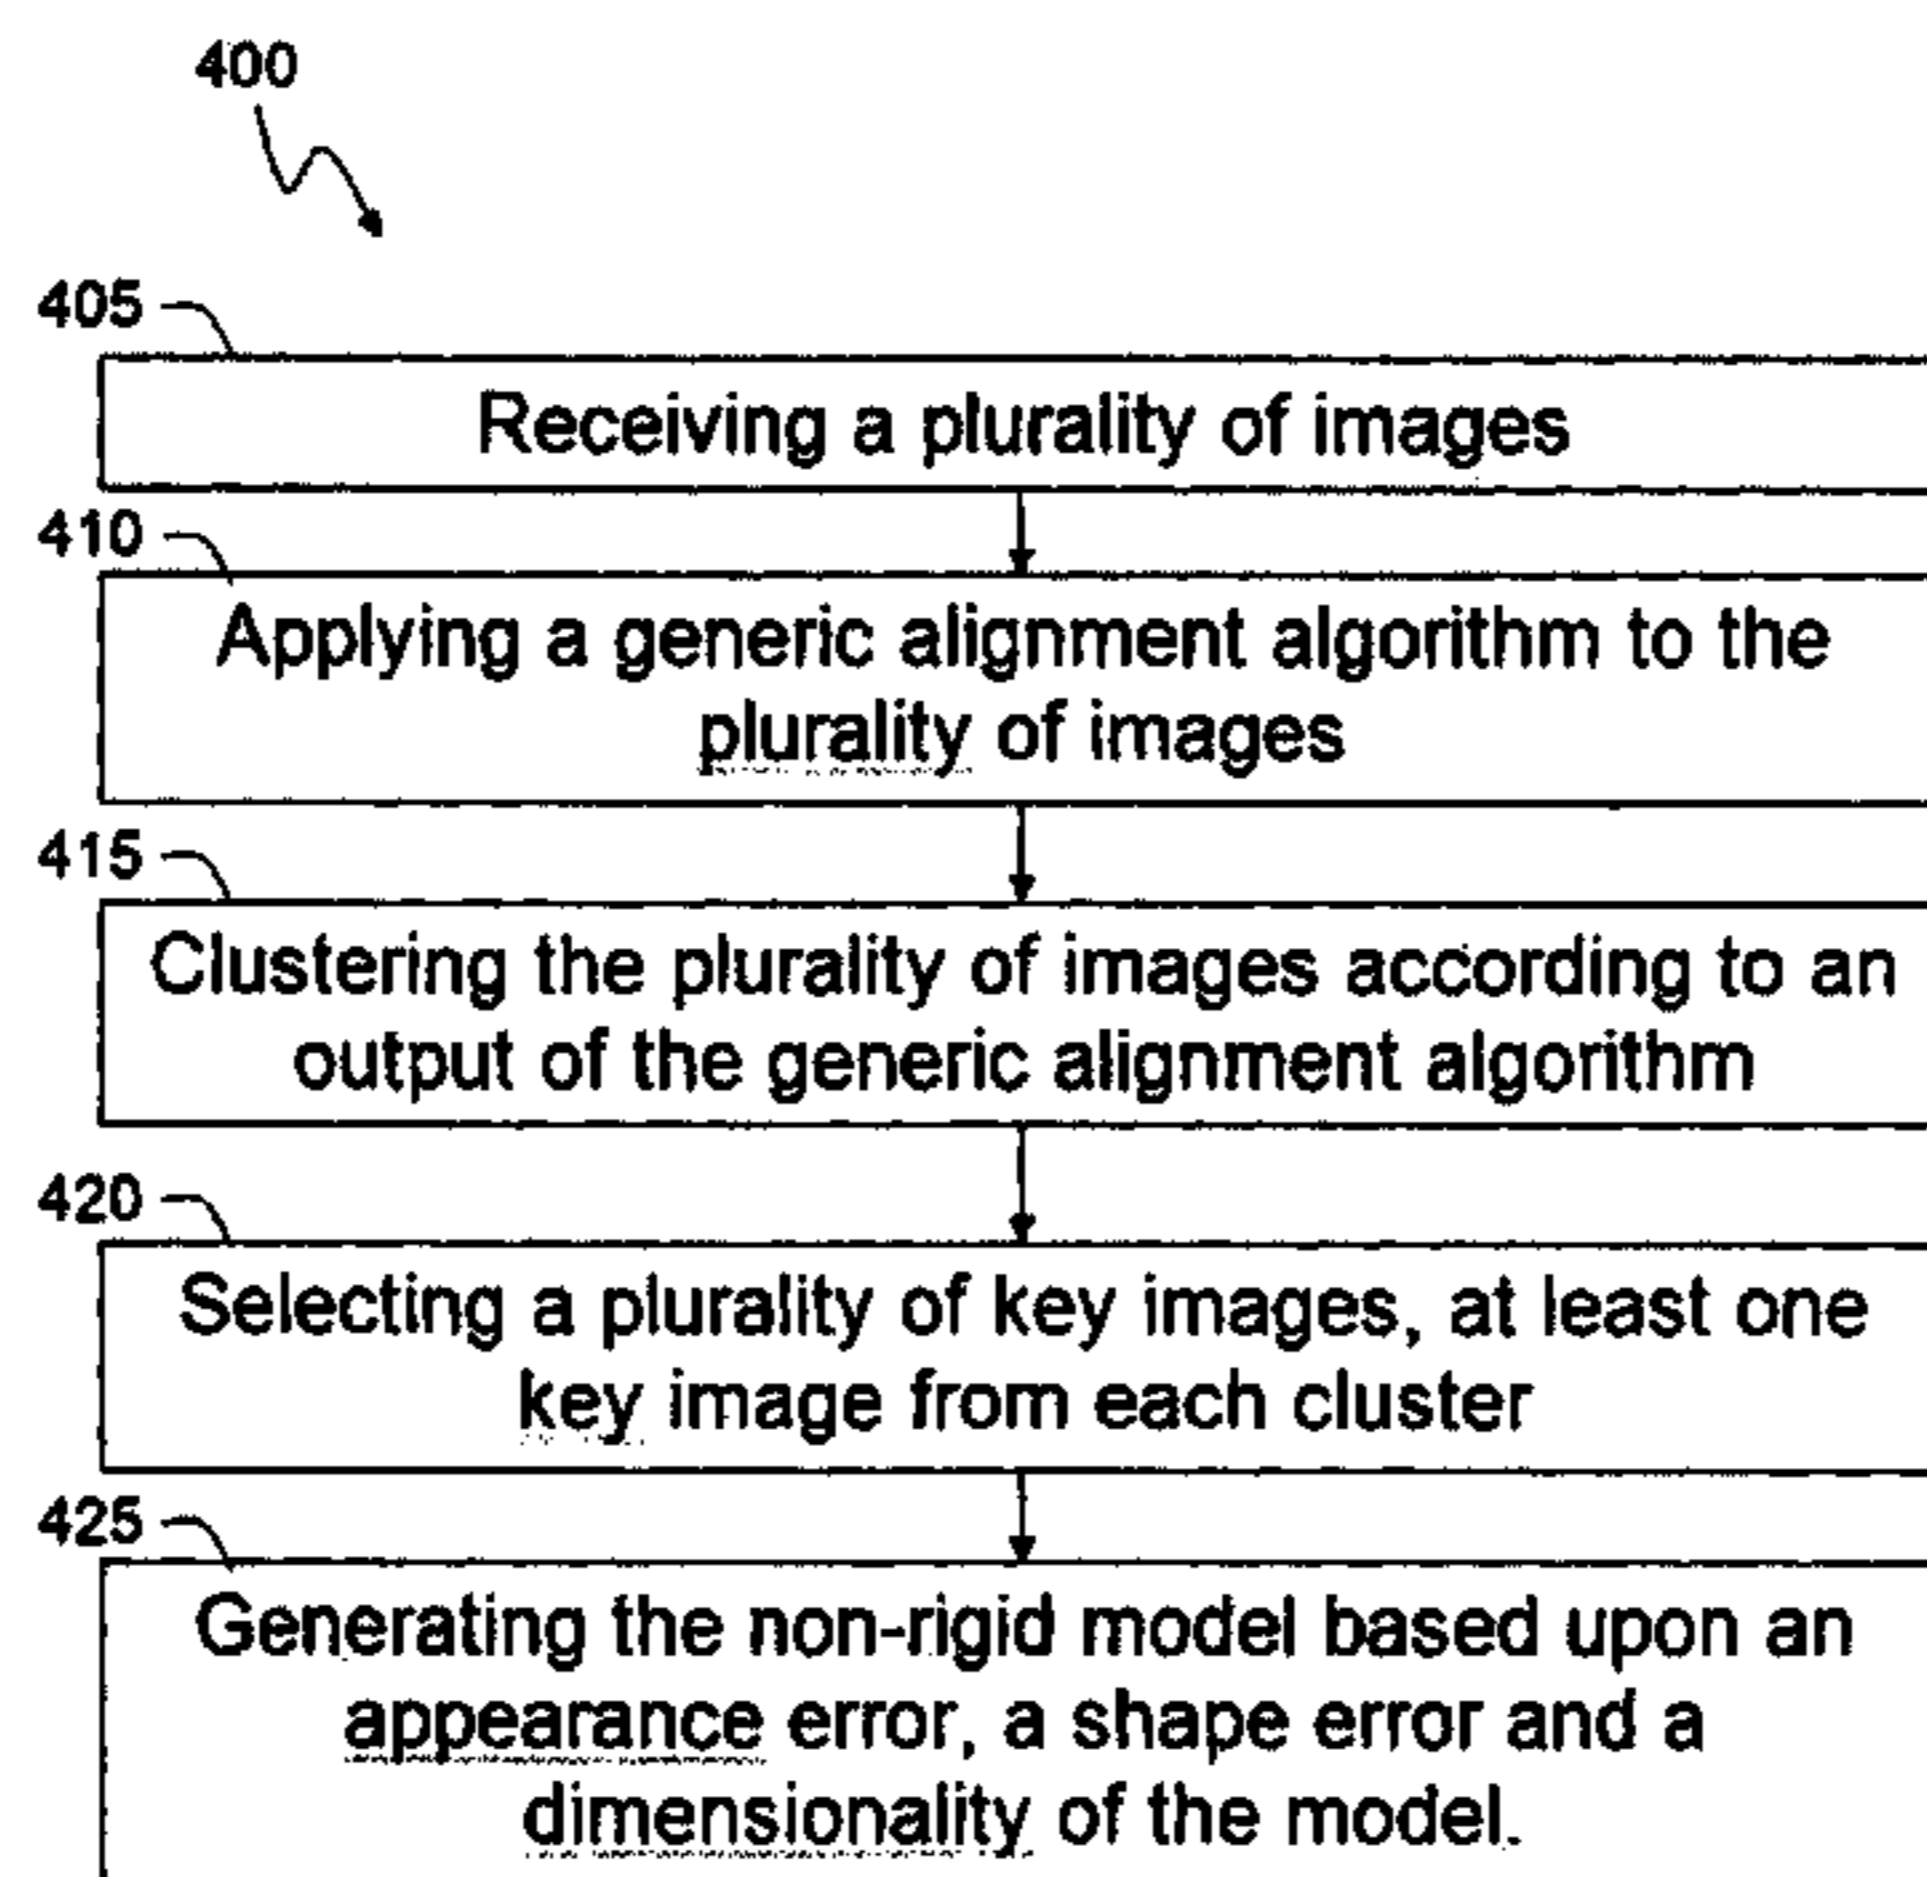 400
405
Receiving a plurality of images
410
Applying a generic alignment algorithm to the
plurality of images
415
Clustering the plurality of images according to an
output of the generic alignment algorithm
420
Selecting a plurality of key images, at least one
key image from each cluster
425
Generating the non-rigid model based upon an
appearance error, a shape error and a
dimensionality of the model.